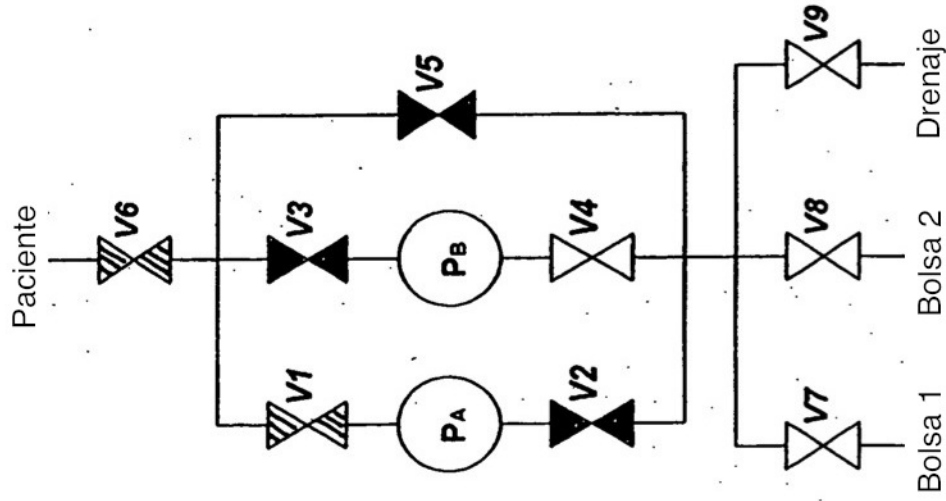 Paciente
V6
V1
V3
V5
PA
PB
V2
V4
V7
V8
V9
Bolsa 1
Bolsa 2
Drenaje